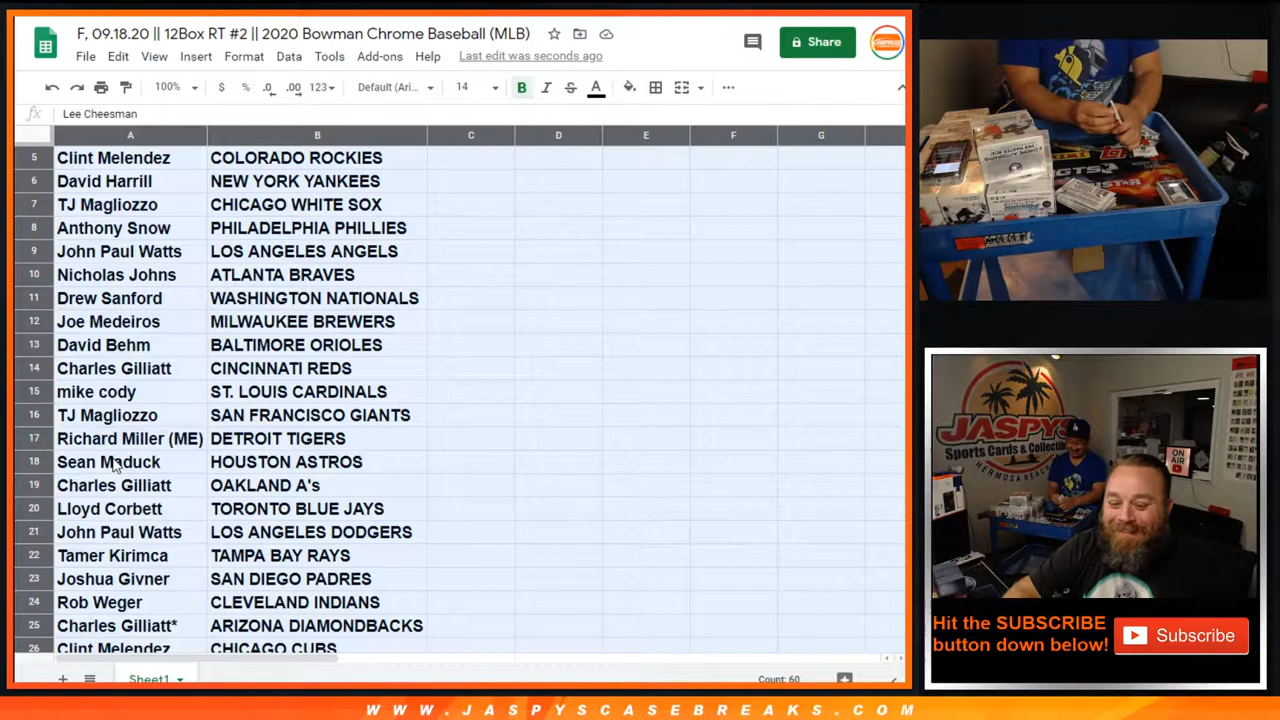 F, 09.18.20 || 12Box RT #2 || 2020 Bowman Chrome Baseball (MLB)
File Edit View Insert Format Data Tools Add-ons Help Last edit was seconds ago
Share
100% $ % .0 .00 123 Default (Ari... 14 B I S A
fx Lee Cheesman
A B C D E F G
5 Clint Melendez COLORADO ROCKIES
6 David Harrill NEW YORK YANKEES
7 TJ Magliozzo CHICAGO WHITE SOX
8 Anthony Snow PHILADELPHIA PHILLIES
9 John Paul Watts LOS ANGELES ANGELS
10 Nicholas Johns ATLANTA BRAVES
11 Drew Sanford WASHINGTON NATIONALS
12 Joe Medeiros MILWAUKEE BREWERS
13 David Behm BALTIMORE ORIOLES
14 Charles Gilliatt CINCINNATI REDS
15 mike cody ST. LOUIS CARDINALS
16 TJ Magliozzo SAN FRANCISCO GIANTS
17 Richard Miller (ME) DETROIT TIGERS
18 Sean Maduck HOUSTON ASTROS
19 Charles Gilliatt OAKLAND A's
20 Lloyd Corbett TORONTO BLUE JAYS
21 John Paul Watts LOS ANGELES DODGERS
22 Tamer Kirimca TAMPA BAY RAYS
23 Joshua Givner SAN DIEGO PADRES
24 Rob Weger CLEVELAND INDIANS
25 Charles Gilliatt* ARIZONA DIAMONDBACKS
26 Clint Melendez CHICAGO CUBS
Sheet1
Count: 60
JASPY'S
Sports Cards & Collectib
HERMOSA BEACH
ON AIR
Hit the SUBSCRIBE
button down below!
Subscribe
WWW.JASPYSCASEBREAKS.COM